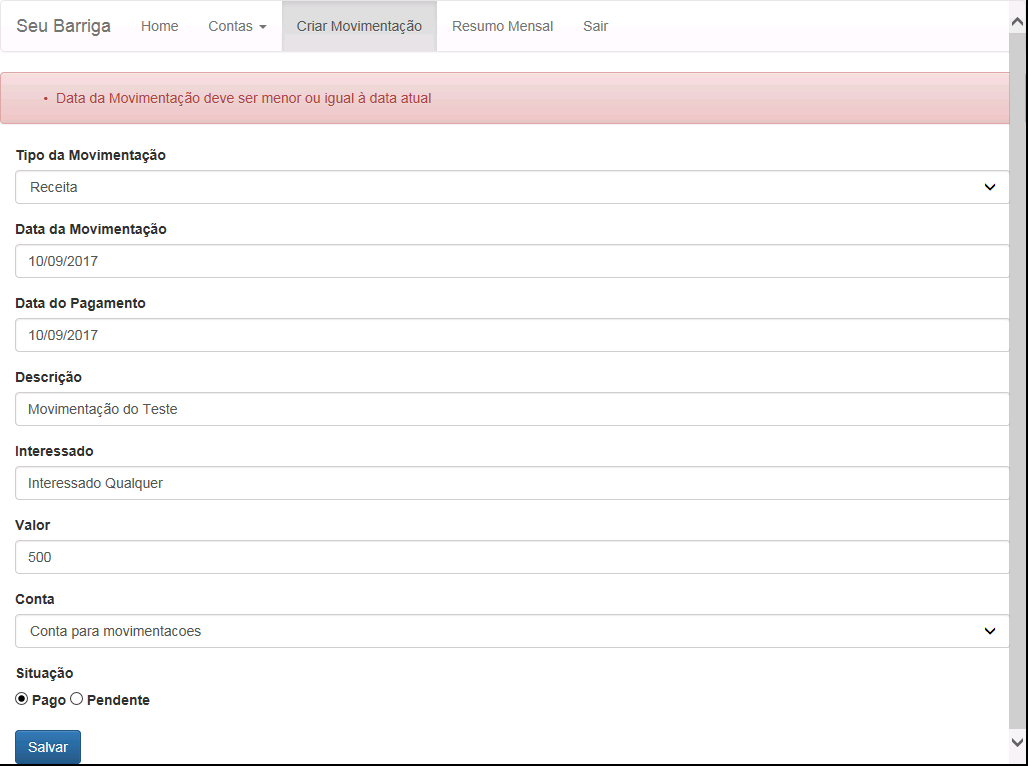 Seu Barriga Home Contas Criar Movimentação Resumo Mensal Sair
• Data da Movimentação deve ser menor ou igual à data atual
Tipo da Movimentação
Receita
Data da Movimentação
10/09/2017
Data do Pagamento
10/09/2017
Descrição
Movimentação do Teste
Interessado
Interessado Qualquer
Valor
500
Conta
Conta para movimentacoes
Situação
Pago Pendente
Salvar